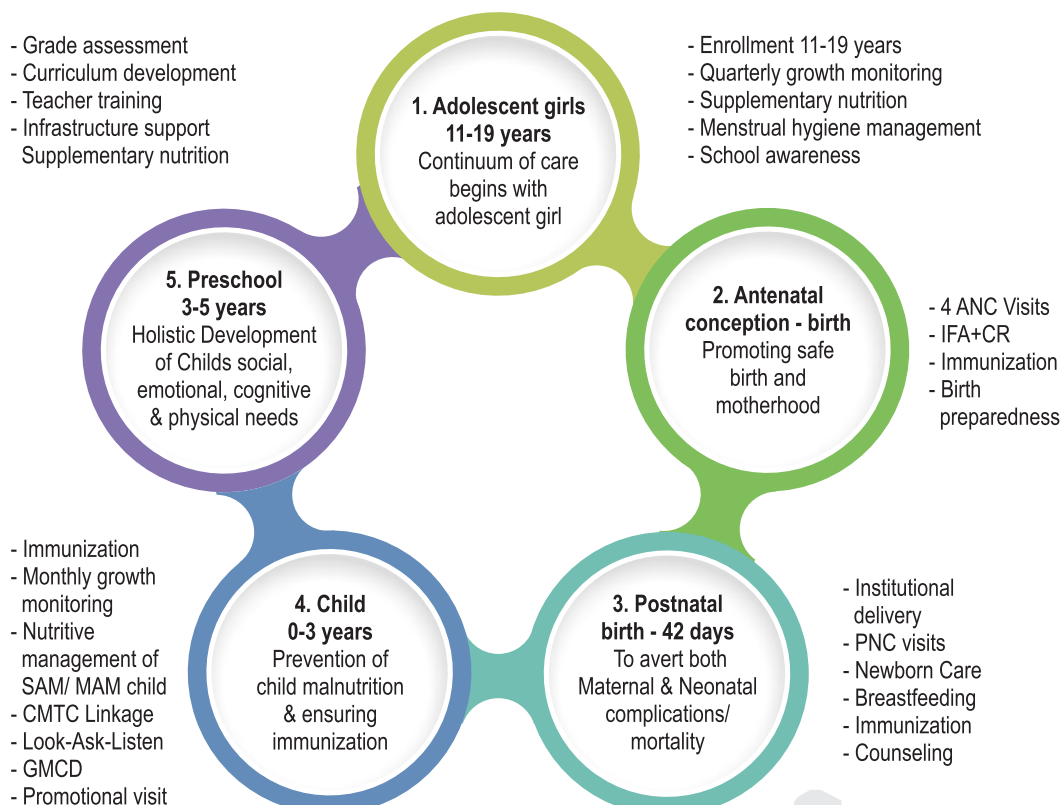 - Grade assessment
- Curriculum development
- Teacher training
- Infrastructure support
Supplementary nutrition
1. Adolescent girls
11-19 years
Continuum of care
begins with
adolescent girl
- Enrollment 11-19 years
- Quarterly growth monitoring
- Supplementary nutrition
- Menstrual hygiene management
- School awareness
5. Preschool
3-5 years
Holistic Development
of Childs social,
emotional, cognitive
& physical needs
2. Antenatal
conception - birth
Promoting safe
birth and
motherhood
- 4 ANC Visits
- IFA+CR
- Immunization
- Birth
preparedness
- Immunization
- Monthly growth
monitoring
- Nutritive
management of
SAM/ MAM child
- CMTC Linkage
- Look-Ask-Listen
- GMCD
- Promotional visit
4. Child
0-3 years
Prevention of
child malnutrition
& ensuring
immunization
3. Postnatal
birth - 42 days
To avert both
Maternal & Neonatal
complications/
mortality
- Institutional
delivery
- PNC visits
- Newborn Care
- Breastfeeding
- Immunization
- Counseling